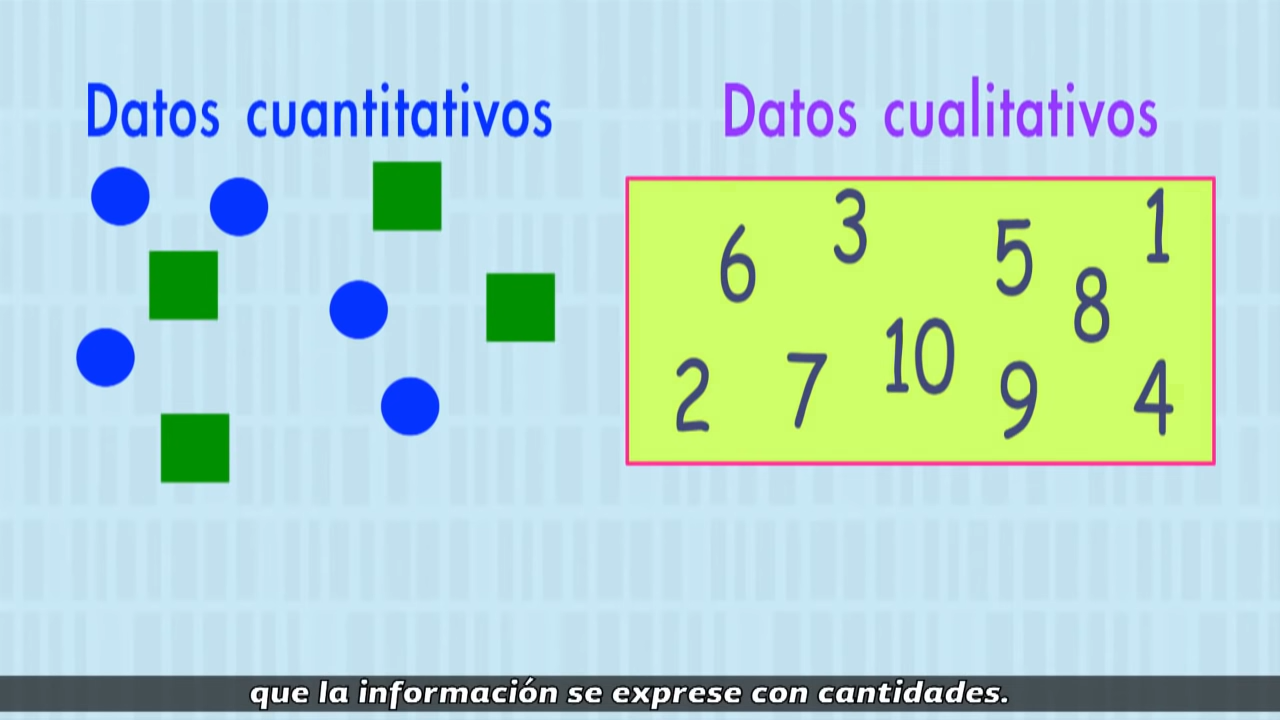 Datos cuantitativos
Datos cualitativos
6 3 5 1
8
2 7 10 9 4
que la información se exprese con cantidades.